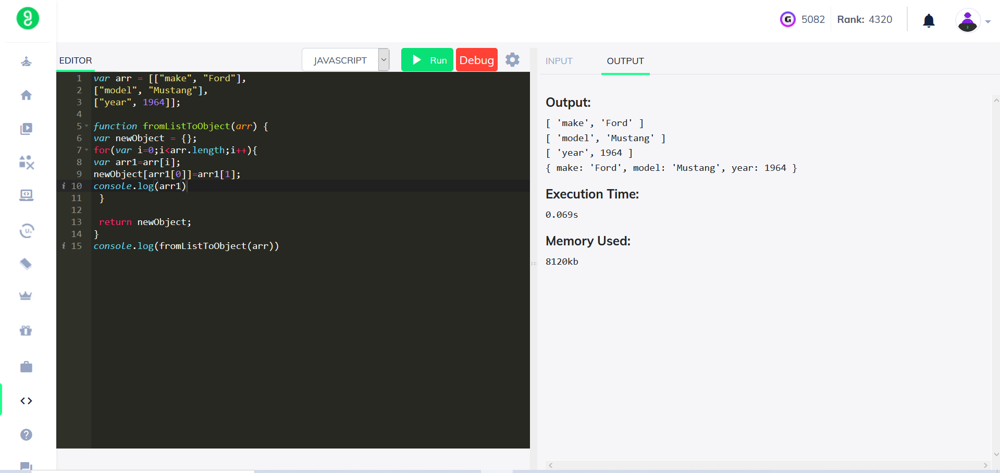 G 5082 Rank: 4320
EDITOR JAVASCRIPT Run Debug
1 var arr = [["make", "Ford"],
2 ["model", "Mustang"],
3 ["year", 1964]];
4
5 function fromListToObject(arr) {
6 var newObject = {};
7 for(var i=0;i<arr.length;i++){
8 var arr1=arr[i];
9 newObject[arr1[0]]=arr1[1];
i 10 console.log(arr1)
11 }
12
13 return newObject;
14 }
i 15 console.log(fromListToObject(arr))
INPUT OUTPUT
Output:
[ 'make', 'Ford' ]
[ 'model', 'Mustang' ]
[ 'year', 1964 ]
{ make: 'Ford', model: 'Mustang', year: 1964 }
Execution Time:
0.069s
Memory Used:
8120kb